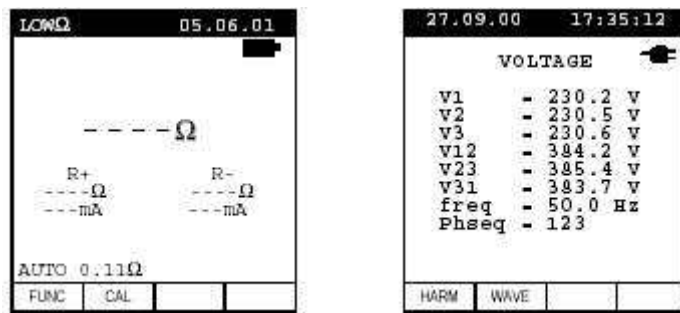 LOWΩ 05.06.01
- - - - Ω
R+ R-
----Ω ----Ω
---mA ---mA
AUTO 0.11Ω
FUNC CAL
27.09.00 17:35:12
VOLTAGE
V1 = 230.2 V
V2 = 230.5 V
V3 = 230.6 V
V12 = 384.2 V
V23 = 385.4 V
V31 = 383.7 V
freq = 50.0 Hz
Phseq = 123
HARM WAVE